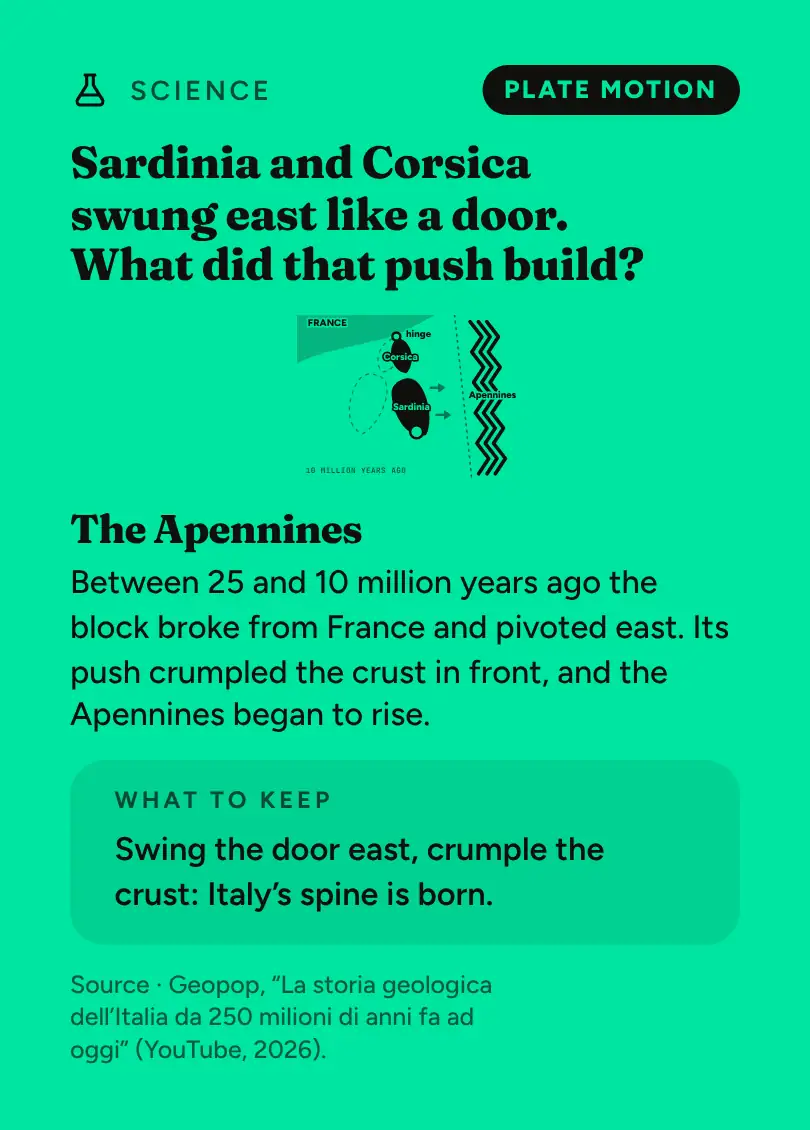 SCIENCE
PLATE MOTION
Sardinia and Corsica
swung east like a door.
What did that push build?
FRANCE
hinge
Corsica
Sardinia
Apennines
10 MILLION YEARS AGO
The Apennines
Between 25 and 10 million years ago the
block broke from France and pivoted east. Its
push crumpled the crust in front, and the
Apennines began to rise.
WHAT TO KEEP
Swing the door east, crumple the
crust: Italy’s spine is born.
Source · Geopop, “La storia geologica
dell’Italia da 250 milioni di anni fa ad
oggi” (YouTube, 2026).